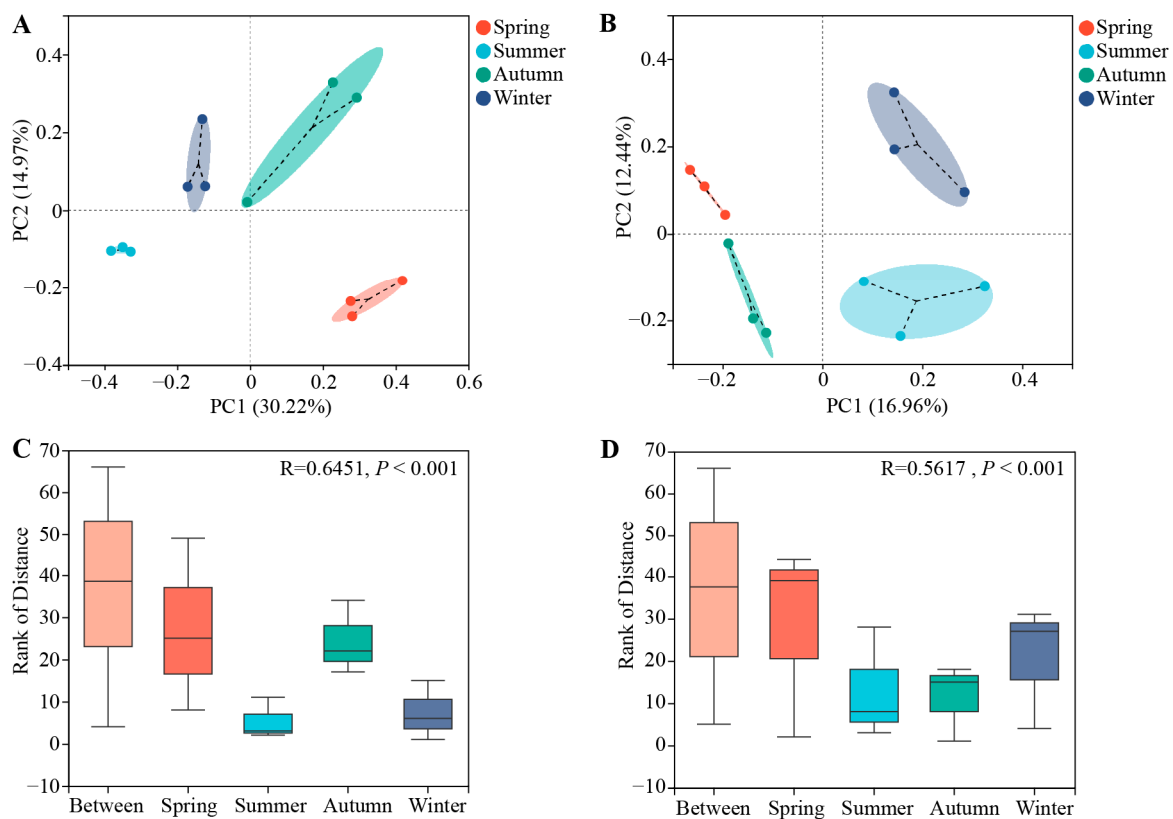 A
Spring
Summer
Autumn
Winter
0.4
0.2
0
−0.2
−0.4
PC2 (14.97%)
−0.4
−0.2
0
0.2
0.4
0.6
PC1 (30.22%)
B
Spring
Summer
Autumn
Winter
0.4
0.2
0
−0.2
PC2 (12.44%)
−0.2
0
0.2
0.4
PC1 (16.96%)
C
R=0.6451, P < 0.001
70
60
50
40
30
20
10
0
−10
Rank of Distance
Between
Spring
Summer
Autumn
Winter
D
R=0.5617 , P < 0.001
70
60
50
40
30
20
10
0
−10
Rank of Distance
Between
Spring
Summer
Autumn
Winter